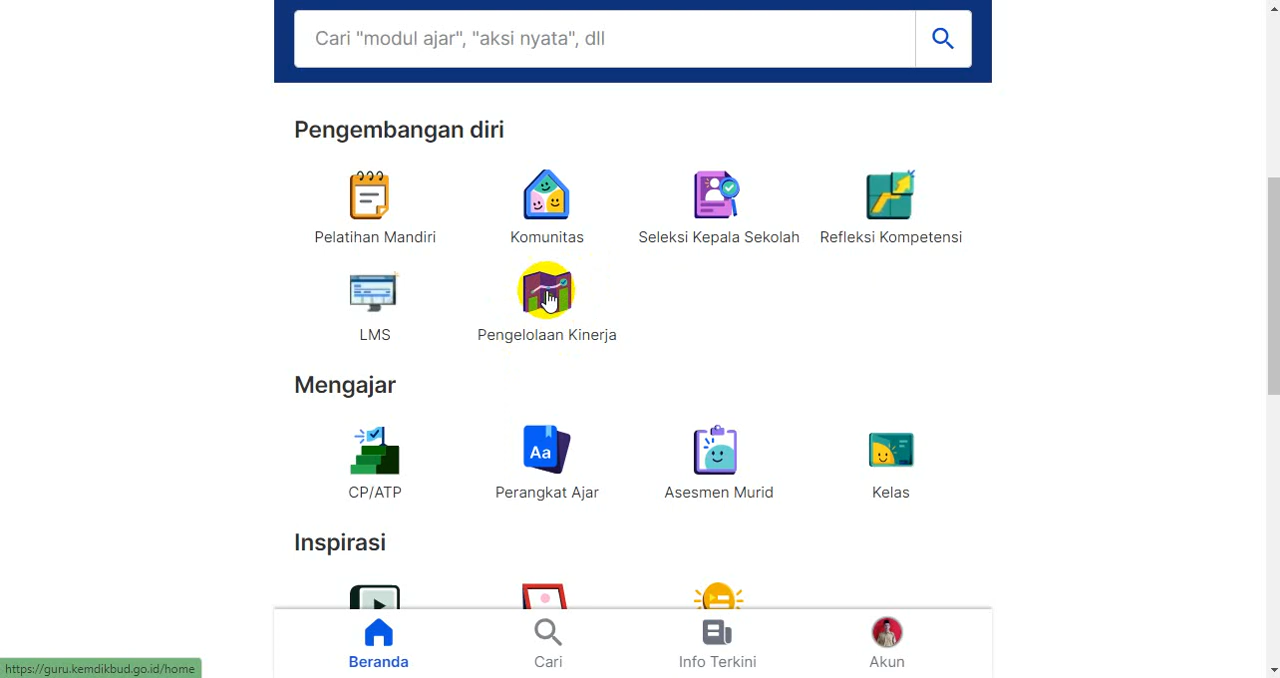 Cari "modul ajar", "aksi nyata", dll
Pengembangan diri
Pelatihan Mandiri
Komunitas
Seleksi Kepala Sekolah
Refleksi Kompetensi
LMS
Pengelolaan Kinerja
Mengajar
CP/ATP
Aa
Perangkat Ajar
Asesmen Murid
Kelas
Inspirasi
Beranda
Cari
Info Terkini
Akun
https://guru.kemdikbud.go.id/home